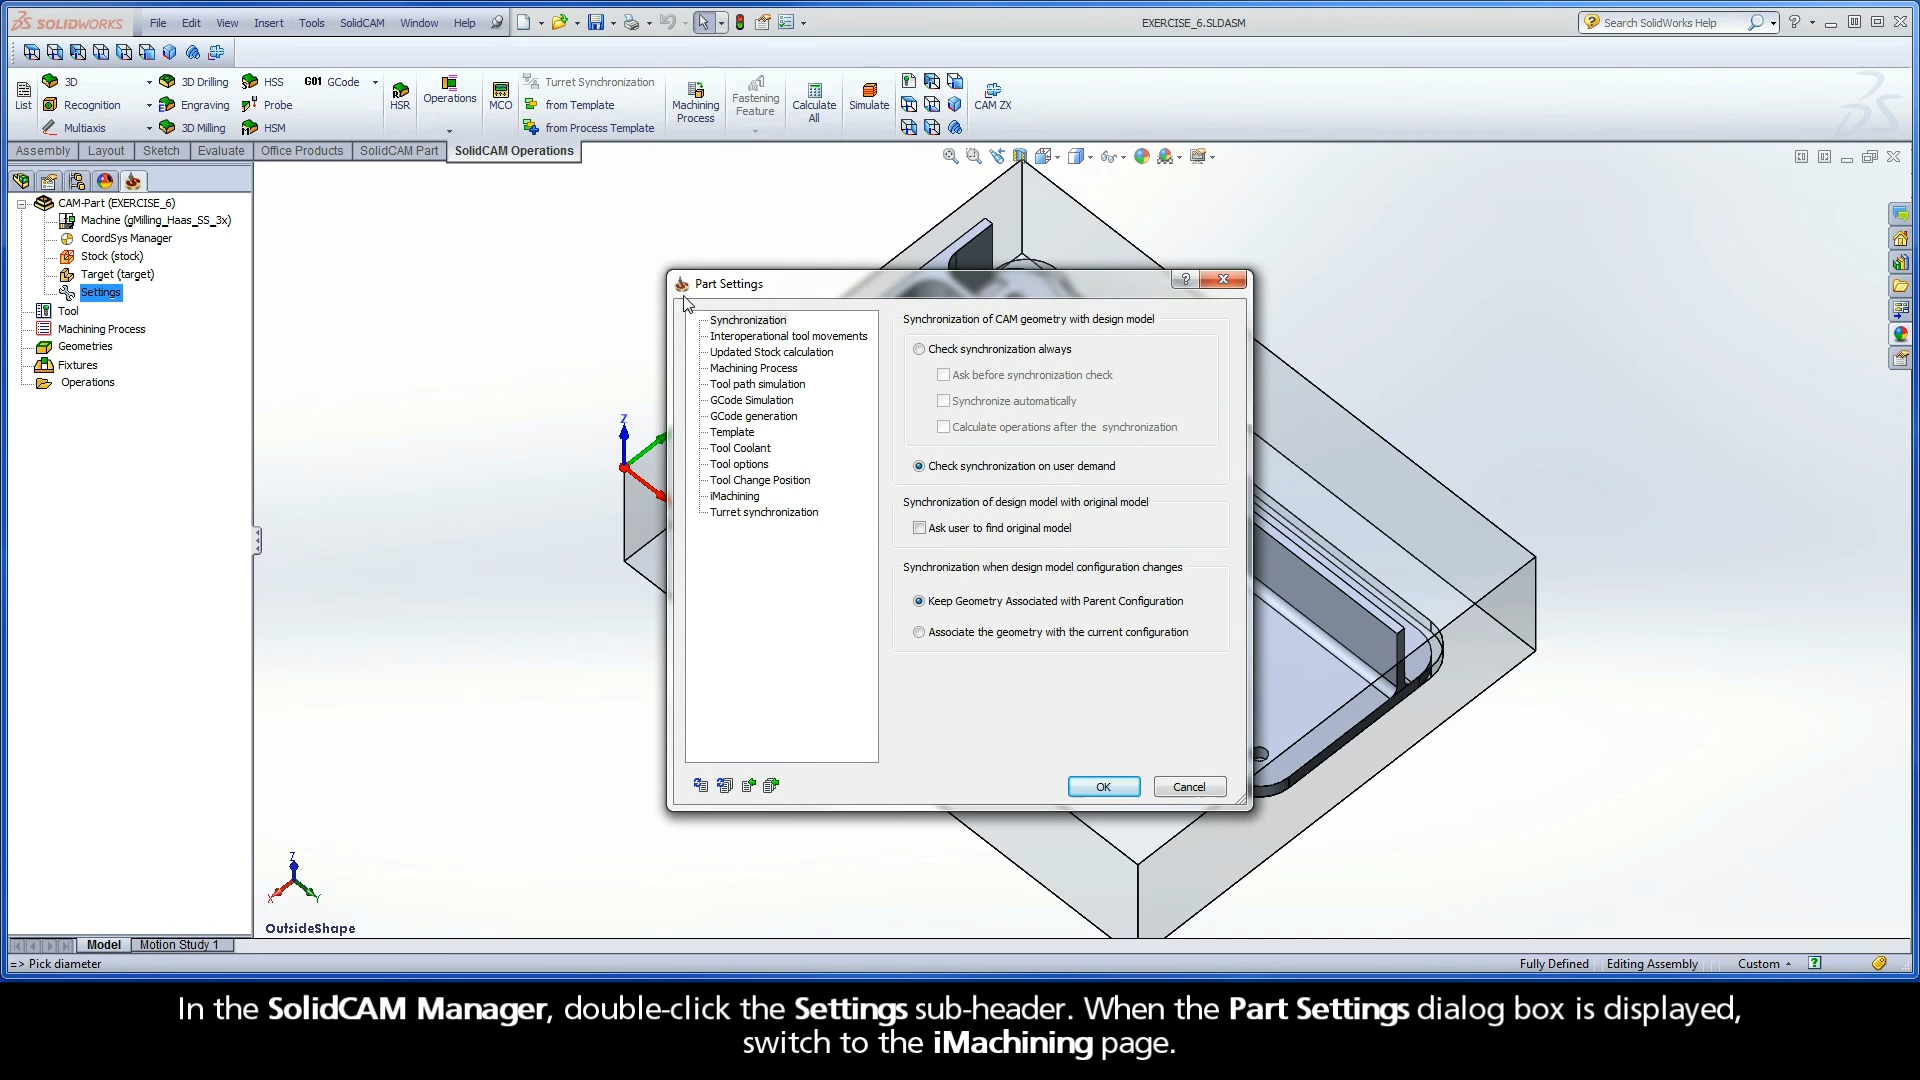 SOLIDWORKS File Edit View Insert Tools SolidCAM Window Help EXERCISE_6.SLDASM Search SolidWorks Help
3D 3D Drilling HSS G01 GCode Turret Synchronization
List Recognition Engraving Probe HSR Operations MCO from Template Machining Process Fastening Feature Calculate All Simulate CAM ZX
Multiaxis 3D Milling HSM from Process Template
Assembly Layout Sketch Evaluate Office Products SolidCAM Part SolidCAM Operations
CAM-Part (EXERCISE_6)
Machine (gMilling_Haas_SS_3x)
CoordSys Manager
Stock (stock)
Target (target)
Settings
Tool
Machining Process
Geometries
Fixtures
Operations
Z
Part Settings
Synchronization
Interoperational tool movements
Updated Stock calculation
Machining Process
Tool path simulation
GCode Simulation
GCode generation
Template
Tool Coolant
Tool options
Tool Change Position
iMachining
Turret synchronization
Synchronization of CAM geometry with design model
Check synchronization always
Ask before synchronization check
Synchronize automatically
Calculate operations after the synchronization
Check synchronization on user demand
Synchronization of design model with original model
Ask user to find original model
Synchronization when design model configuration changes
Keep Geometry Associated with Parent Configuration
Associate the geometry with the current configuration
OK Cancel
Z
X Y
OutsideShape
Model Motion Study 1
=> Pick diameter Fully Defined Editing Assembly Custom
In the SolidCAM Manager, double-click the Settings sub-header. When the Part Settings dialog box is displayed,
switch to the iMachining page.